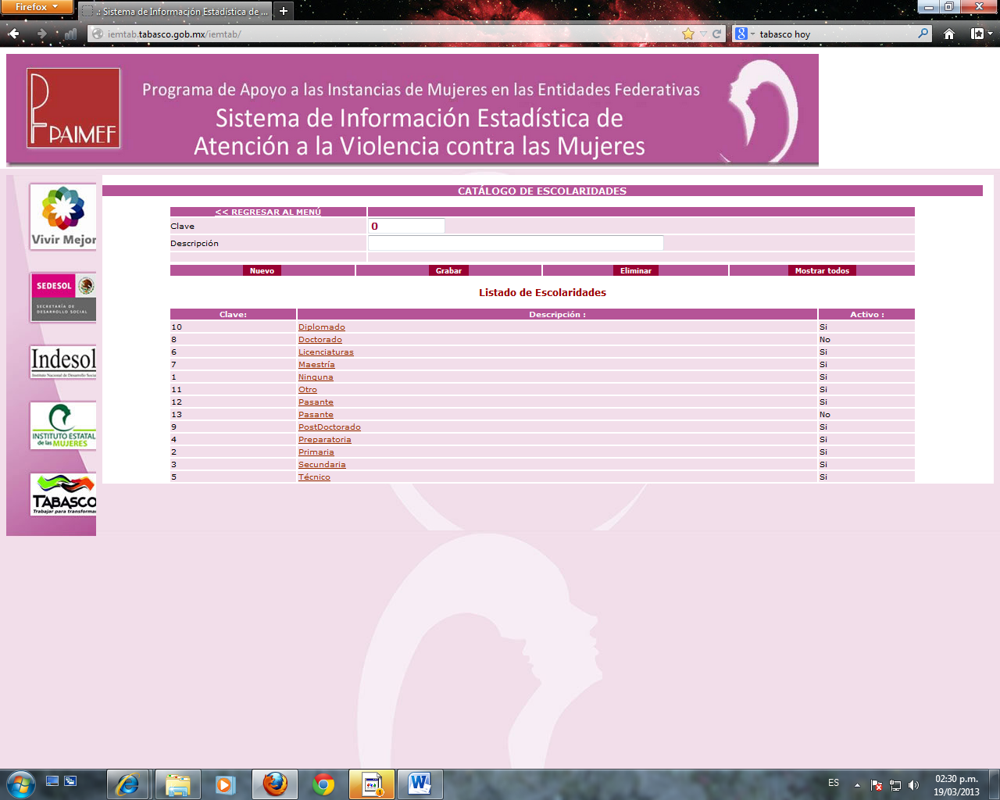 Firefox
.: Sistema de Información Estadística de ...
iemtab.tabasco.gob.mx/iemtab/
tabasco hoy
PAIMEF
Programa de Apoyo a las Instancias de Mujeres en las Entidades Federativas
Sistema de Información Estadística de
Atención a la Violencia contra las Mujeres
Vivir Mejor
SEDESOL
SECRETARÍA DE
DESARROLLO SOCIAL
Indesol
Instituto Nacional de Desarrollo Social
INSTITUTO ESTATAL
de las MUJERES
TABASCO
Trabajar para transformar
CATÁLOGO DE ESCOLARIDADES
<< REGRESAR AL MENÚ
Clave 0
Descripción
Nuevo Grabar Eliminar Mostrar todos
Listado de Escolaridades
Clave: Descripción : Activo :
10 Diplomado Si
8 Doctorado No
6 Licenciaturas Si
7 Maestría Si
1 Ninguna Si
11 Otro Si
12 Pasante Si
13 Pasante No
9 PostDoctorado Si
4 Preparatoria Si
2 Primaria Si
3 Secundaria Si
5 Técnico Si
ES
02:30 p.m.
19/03/2013